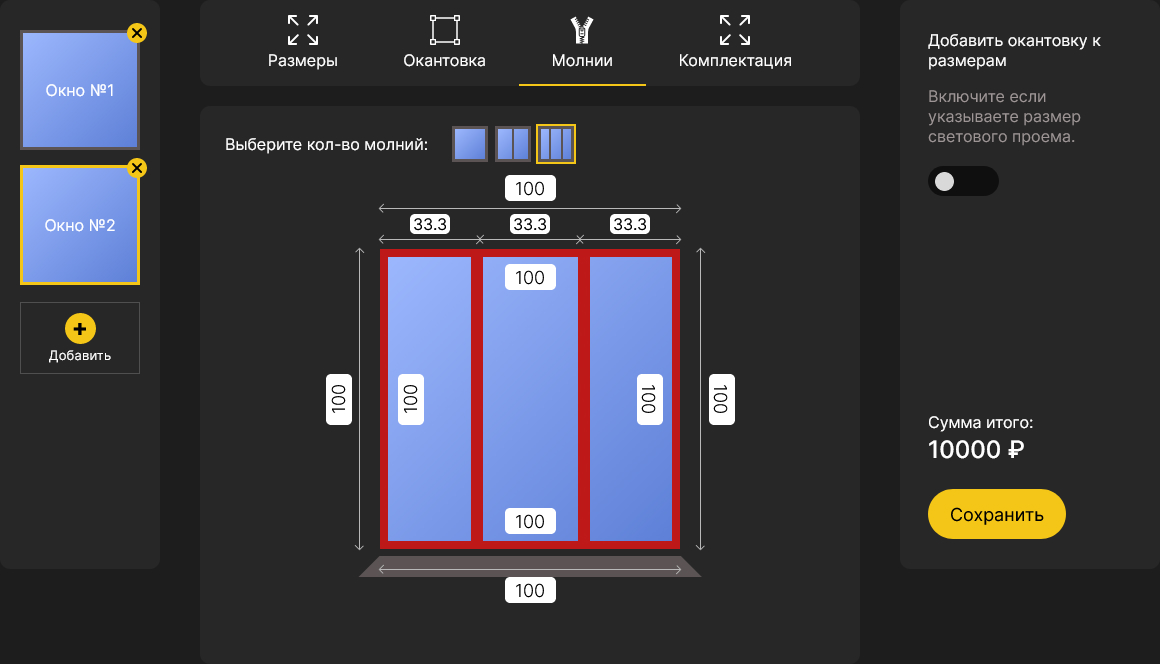 Окно №1
Окно №2
Добавить
Размеры
Окантовка
Молнии
Комплектация
Выберите кол-во молний:
100
33.3
33.3
33.3
100
100
100
100
100
100
100
Добавить окантовку к
размерам
Включите если
указываете размер
светового проема.
Сумма итого:
10000 ₽
Сохранить